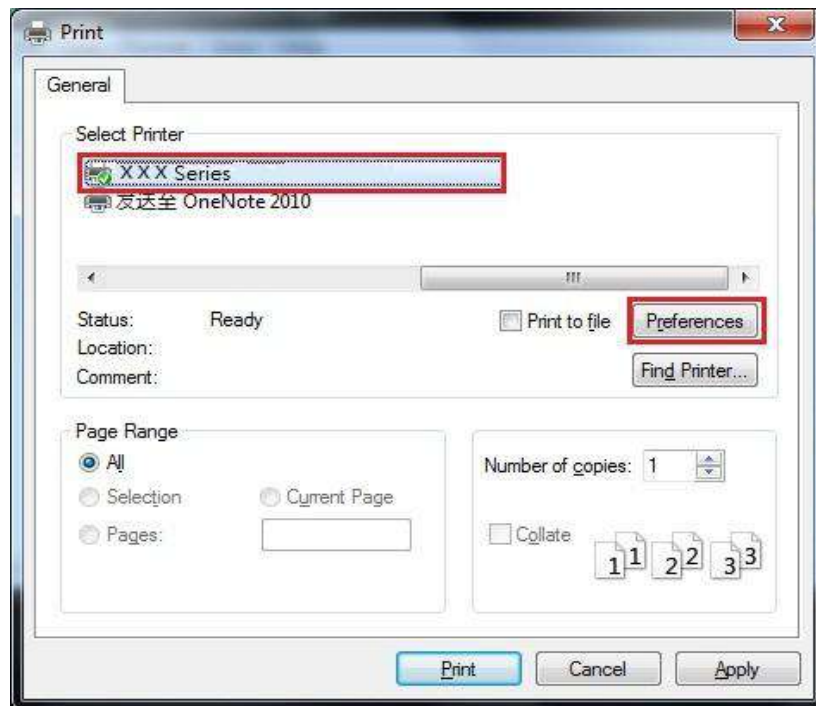 Print
General
Select Printer
X X X Series
发送至 OneNote 2010
Status: Ready
Print to file
Preferences
Location:
Comment:
Find Printer...
Page Range
All
Selection
Current Page
Pages:
Number of copies: 1
Collate
1 1 2 2 3 3
Print
Cancel
Apply